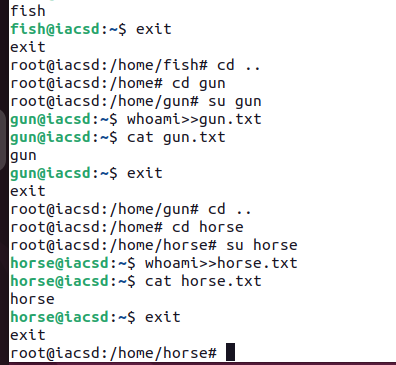 fish
fish@iacsd:~$ exit
exit
root@iacsd:/home/fish# cd ..
root@iacsd:/home# cd gun
root@iacsd:/home/gun# su gun
gun@iacsd:~$ whoami>>gun.txt
gun@iacsd:~$ cat gun.txt
gun
gun@iacsd:~$ exit
exit
root@iacsd:/home/gun# cd ..
root@iacsd:/home# cd horse
root@iacsd:/home/horse# su horse
horse@iacsd:~$ whoami>>horse.txt
horse@iacsd:~$ cat horse.txt
horse
horse@iacsd:~$ exit
exit
root@iacsd:/home/horse#